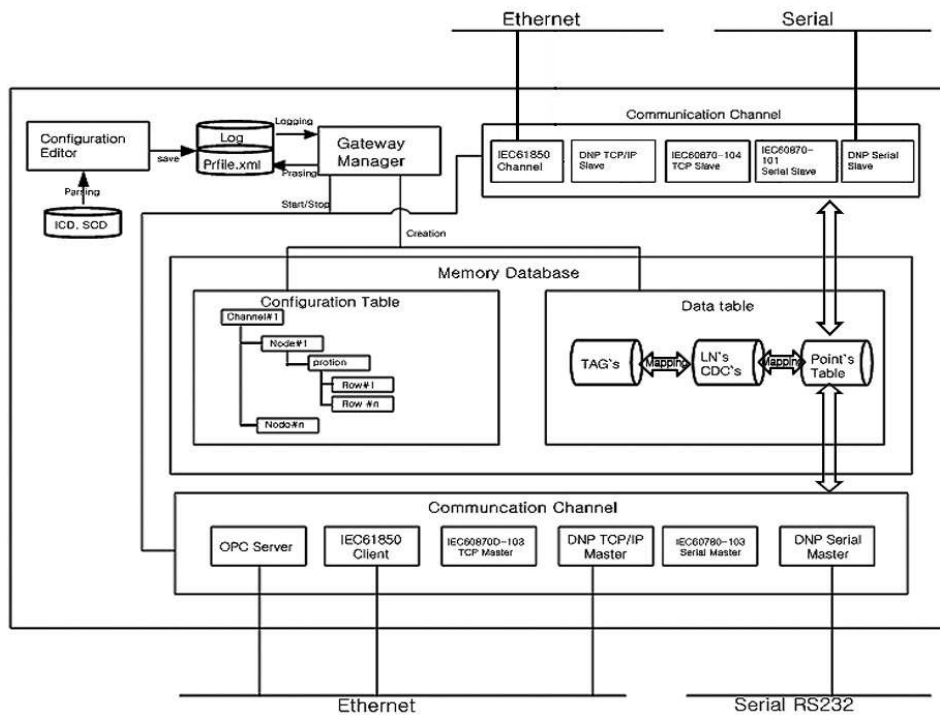 Ethernet
Serial
Communication Channel
Configuration
Editor
save
Log
Prfile.xml
Logging
Prasing
Gateway
Manager
IEC61850
Channel
DNP TCP/IP
Slave
IEC60870-104
TCP Slave
IEC60870-
101
Serial Slave
DNP Serial
Slave
Parsing
ICD, SCD
Start/Stop
Creation
Memory Database
Configuration Table
Channel#1
Node#1
protion
Row#1
Row #n
Node#n
Data table
TAG`s
Mapping
LN`s
CDC`s
Mapping
Point`s
Table
Communcation Channel
OPC Server
IEC61850
Client
IEC60870D-103
TCP Master
DNP TCP/IP
Master
IEC60780-103
Serial Master
DNP Serial
Master
Ethernet
Serial RS232